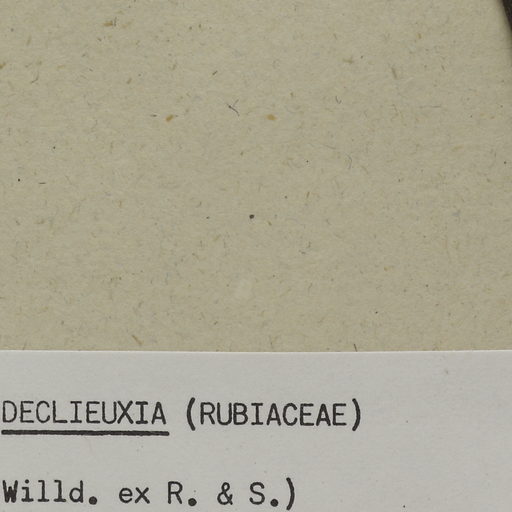 DECLIEUXIA (RUBIACEAE)
Willd. ex R. & S.)